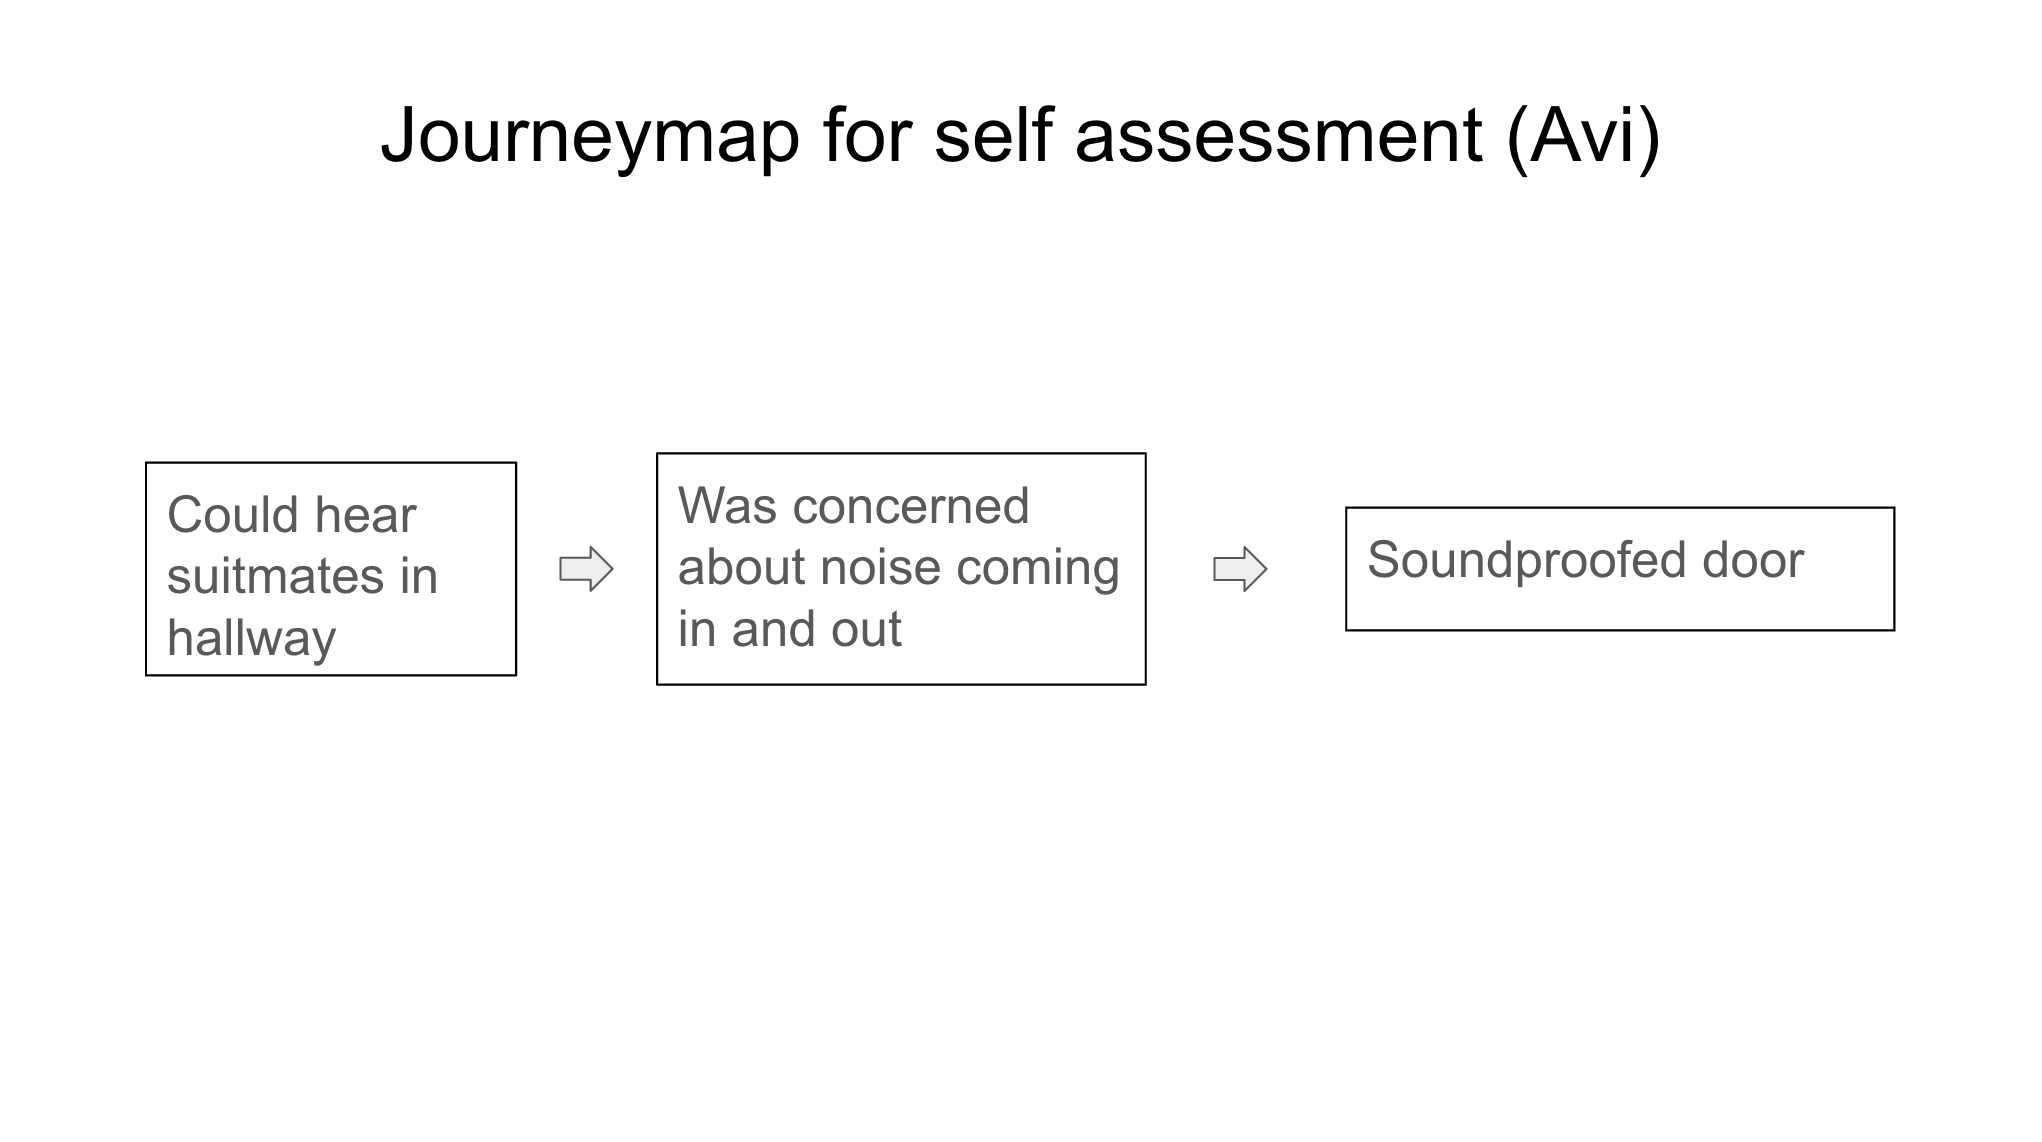 Journeymap for self assessment (Avi)
Could hear
suitmates in
hallway
Was concerned
about noise coming
in and out
Soundproofed door